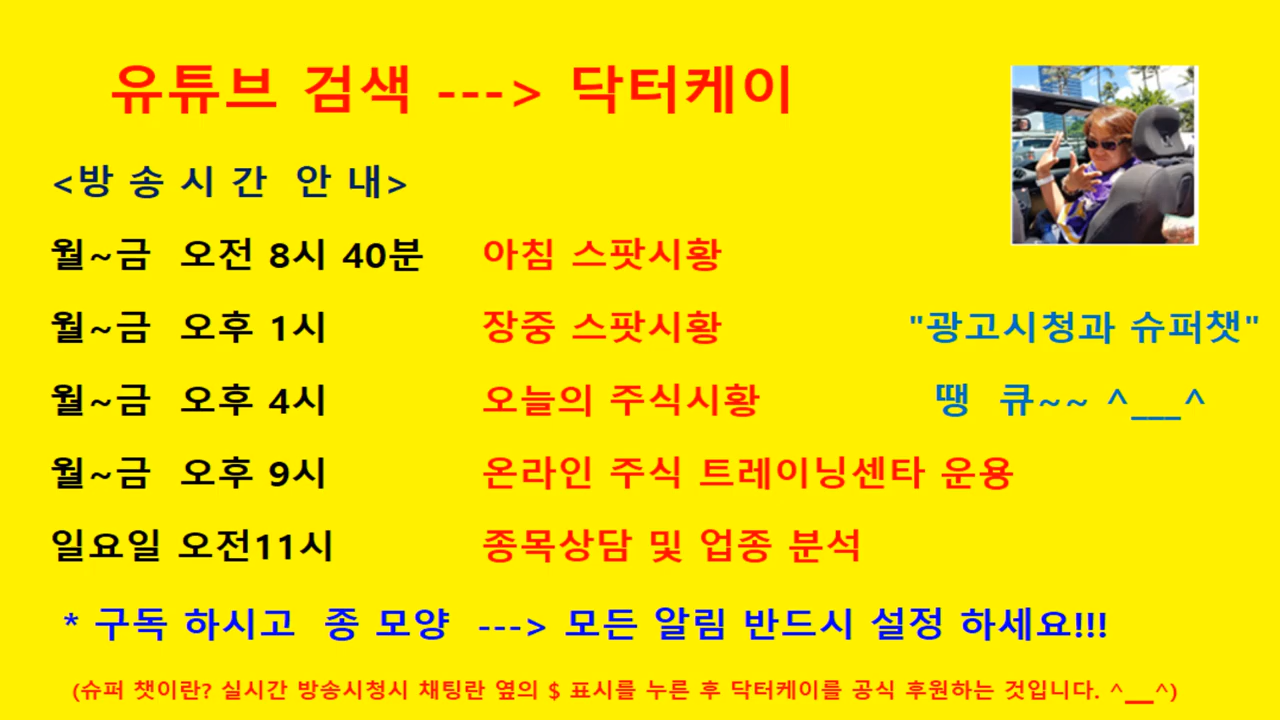 유튜브 검색 ---> 닥터케이
<방 송 시 간 안 내>
월~금 오전 8시 40분 아침 스팟시황
월~금 오후 1시 장중 스팟시황 "광고시청과 슈퍼챗"
월~금 오후 4시 오늘의 주식시황 땡 큐~~ ^___^
월~금 오후 9시 온라인 주식 트레이닝센타 운용
일요일 오전11시 종목상담 및 업종 분석
* 구독 하시고 종 모양 ---> 모든 알림 반드시 설정 하세요!!!
(슈퍼 챗이란? 실시간 방송시청시 채팅란 옆의 $ 표시를 누른 후 닥터케이를 공식 후원하는 것입니다. ^__^)